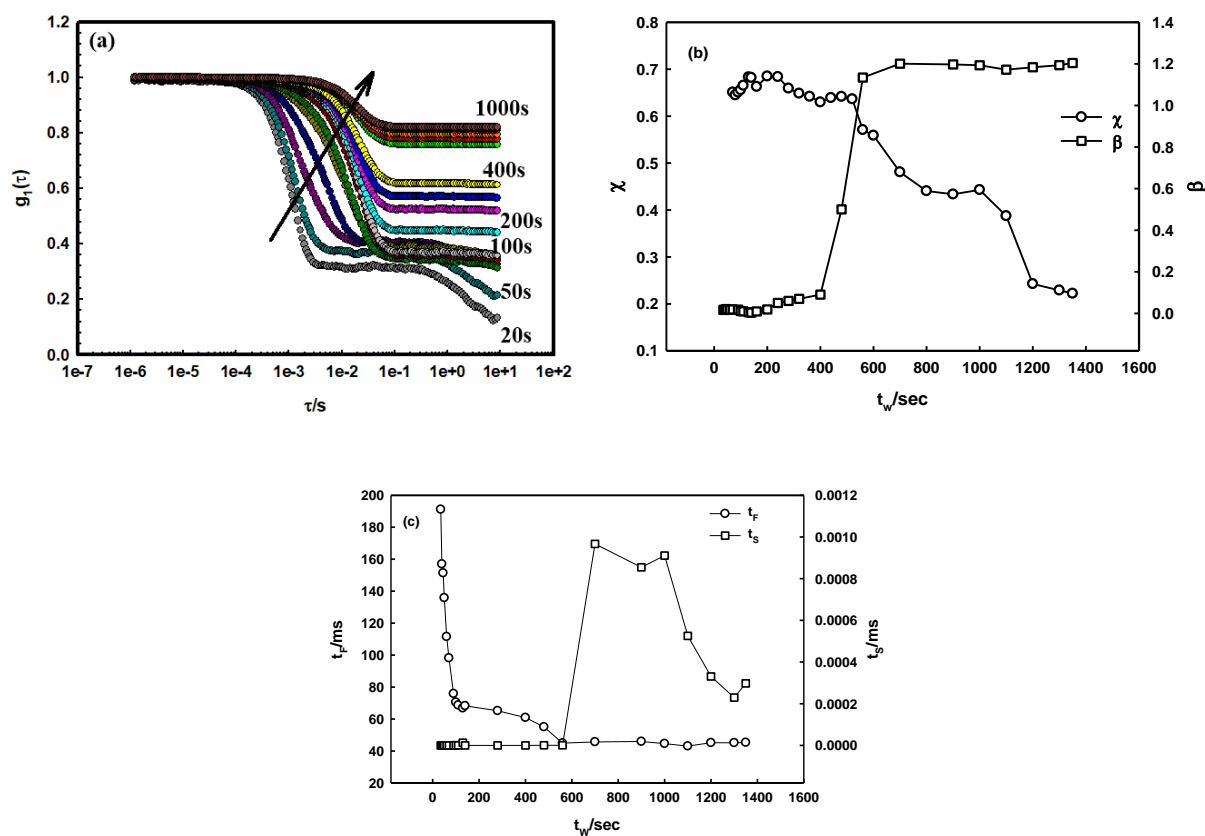 (a)
1.2
1.0
0.8
0.6
0.4
0.2
0.0
g1(τ)
1000s
400s
200s
100s
50s
20s
1e-7 1e-6 1e-5 1e-4 1e-3 1e-2 1e-1 1e+0 1e+1 1e+2
τ/s
(b)
0.8
0.7
0.6
0.5
0.4
0.3
0.2
0.1
χ
χ
β
1.4
1.2
1.0
0.8
0.6
0.4
0.2
0.0
β
0 200 400 600 800 1000 1200 1400 1600
tw/sec
(c)
200
180
160
140
120
100
80
60
40
20
tF/ms
tF
tS
0.0012
0.0010
0.0008
0.0006
0.0004
0.0002
0.0000
tS/ms
0 200 400 600 800 1000 1200 1400 1600
tW/sec